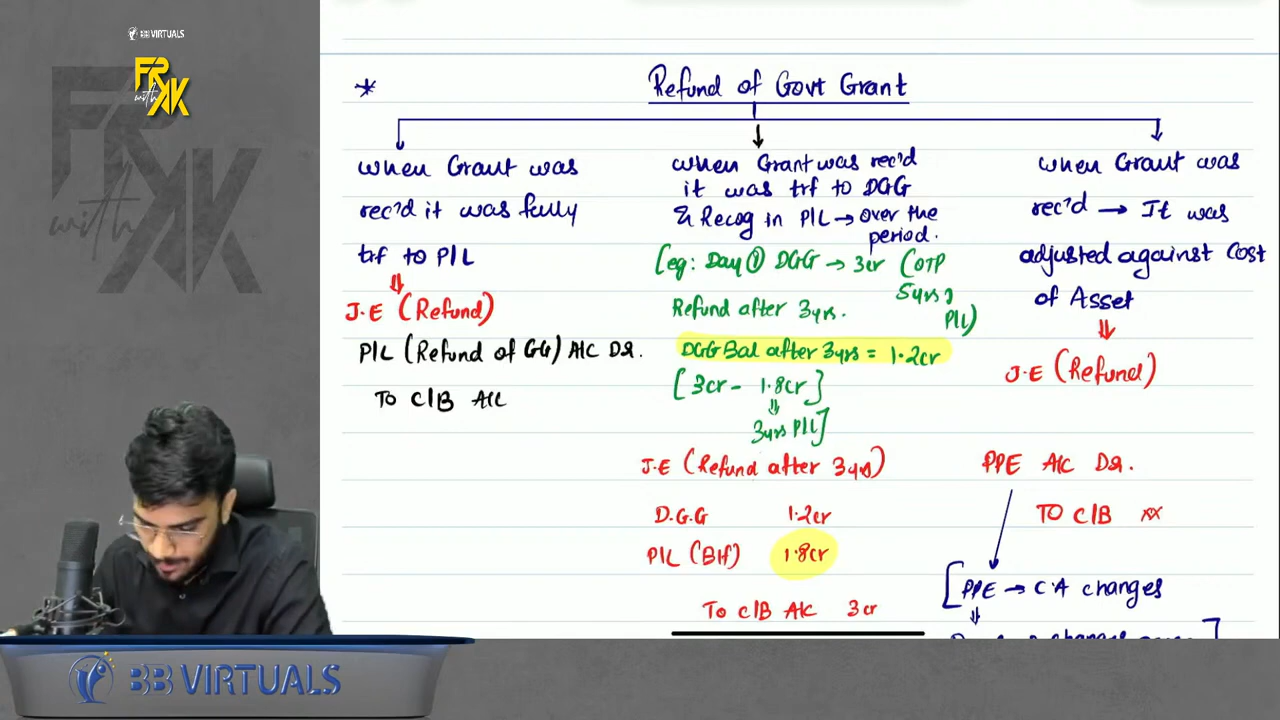 BB VIRTUALS
FR
with
AK
* Refund of Govt Grant
when Grant was
rec'd it was fully
trf to P|L
J.E (Refund)
P|L (Refund of GG) A|C Dr.
To C|B A|C
when Grant was rec'd
it was trf to DGG
& Recog in P|L → over the
period.
[eg: Day ① DGG → 3cr (OTP
5yrs
P|L)
Refund after 3yrs.
DGG Bal after 3yrs = 1.2cr
[3cr - 1.8cr]
⇓
3yrs P|L]
J.E (Refund after 3yrs)
D.G.G 1.2cr
P|L (B|f) 1.8cr
To C|B A|C 3cr
when Grant was
rec'd → It was
adjusted against Cost
of Asset
J.E (Refund)
PPE A|C Dr.
To C|B xx
[PPE → CA changes
BB VIRTUALS